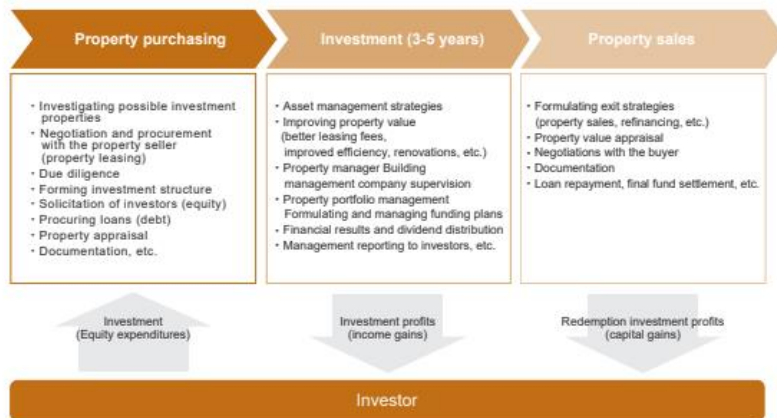 Property purchasing
Investment (3-5 years)
Property sales
・Investigating possible investment
properties
・Negotiation and procurement
with the property seller
(property leasing)
・Due diligence
・Forming investment structure
・Solicitation of investors (equity)
・Procuring loans (debt)
・Property appraisal
・Documentation, etc.
・Asset management strategies
・Improving property value
(better leasing fees,
improved efficiency, renovations, etc.)
・Property manager Building
management company supervision
・Property portfolio management
Formulating and managing funding plans
・Financial results and dividend distribution
・Management reporting to investors, etc.
・Formulating exit strategies
(property sales, refinancing, etc.)
・Property value appraisal
・Negotiations with the buyer
・Documentation
・Loan repayment, final fund settlement, etc.
Investment
(Equity expenditures)
Investment profits
(income gains)
Redemption investment profits
(capital gains)
Investor